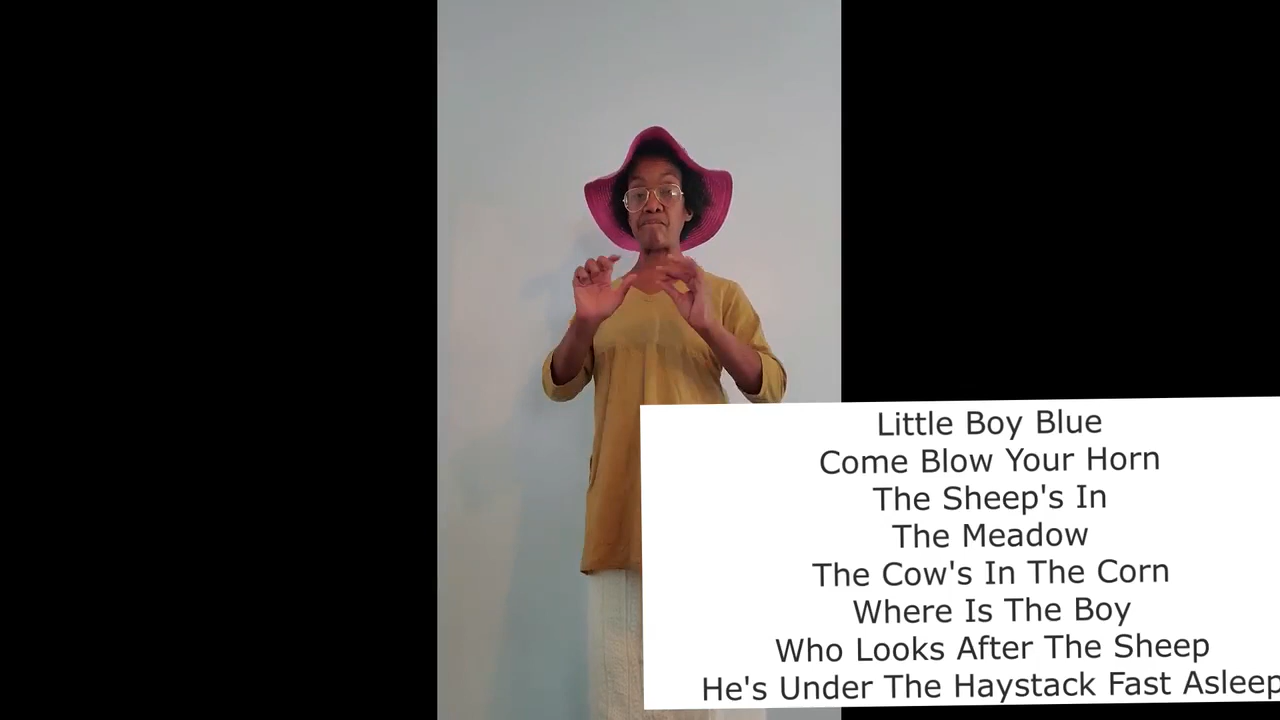 Little Boy Blue
Come Blow Your Horn
The Sheep's In
The Meadow
The Cow's In The Corn
Where Is The Boy
Who Looks After The Sheep
He's Under The Haystack Fast Asleep